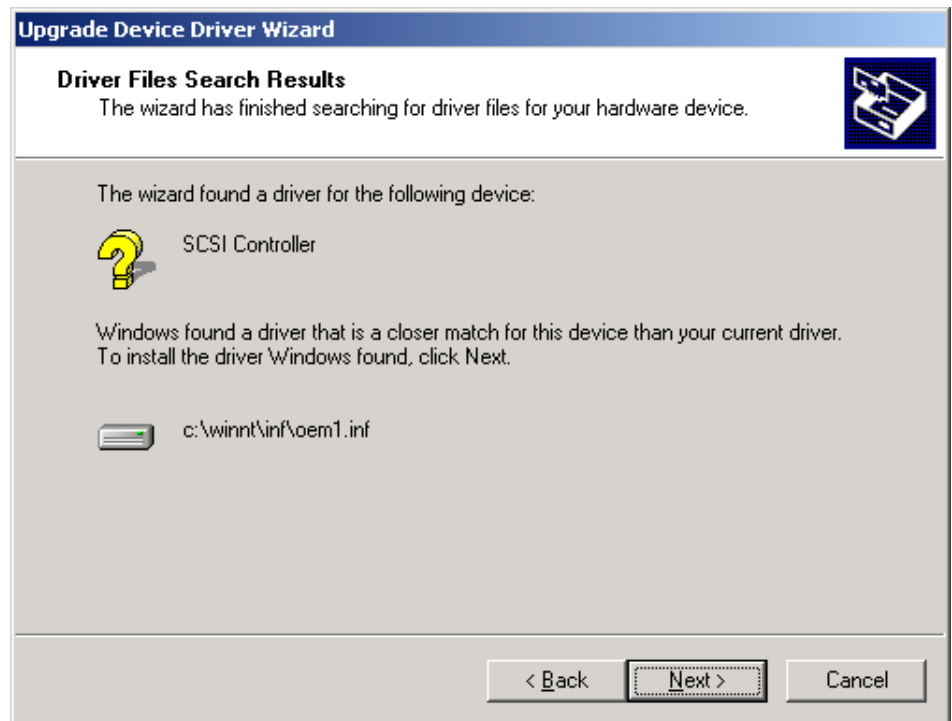 Upgrade Device Driver Wizard
Driver Files Search Results
The wizard has finished searching for driver files for your hardware device.
The wizard found a driver for the following device:
SCSI Controller
Windows found a driver that is a closer match for this device than your current driver.
To install the driver Windows found, click Next.
c:\winnt\inf\oem1.inf
< Back
Next >
Cancel